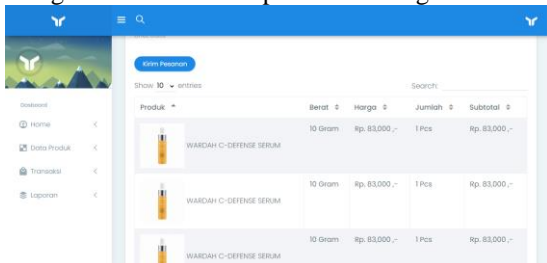 Kirim Pesanan
Show 10 entries
Search:
Produk Berat Harga Jumlah Subtotal
Dashboard
Home
Data Produk
Transaksi
Laporan
WARDAH C-DEFENSE SERUM 10 Gram Rp. 83,000 ,- 1 Pcs Rp. 83,000 ,-
WARDAH C-DEFENSE SERUM 10 Gram Rp. 83,000 ,- 1 Pcs Rp. 83,000 ,-
WARDAH C-DEFENSE SERUM 10 Gram Rp. 83,000 ,- 1 Pcs Rp. 83,000 ,-